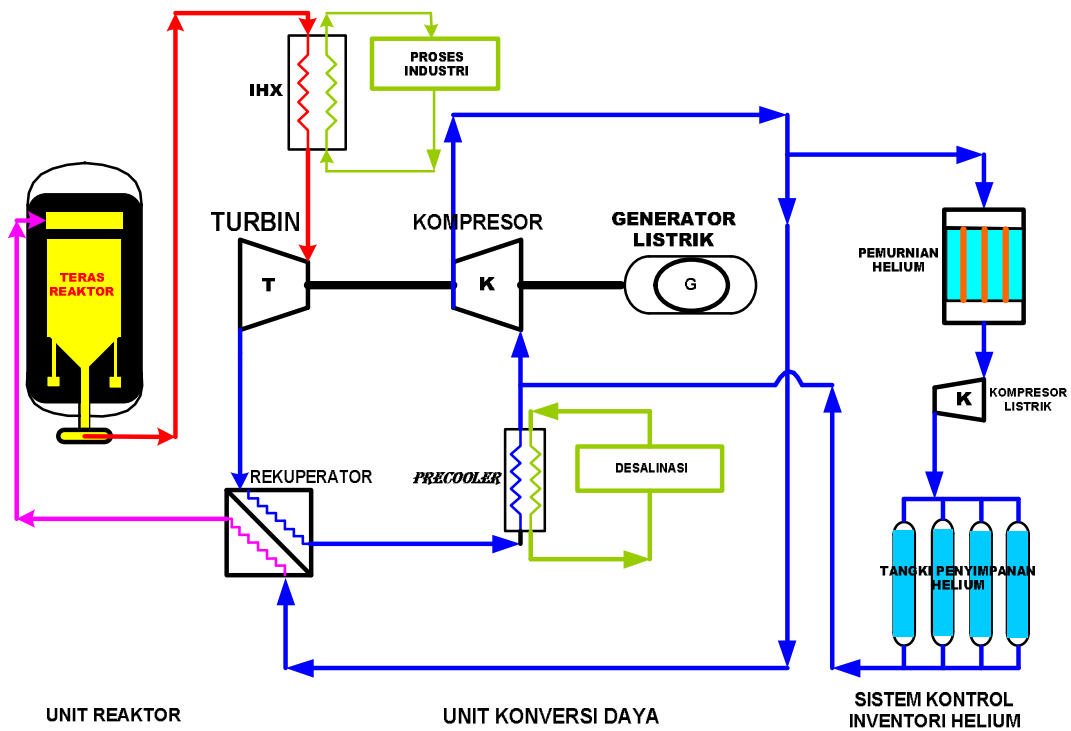 PROSES
INDUSTRI
IHX
TURBIN
KOMPRESOR
GENERATOR
LISTRIK
T
K
G
TERAS
REAKTOR
PEMURNIAN
HELIUM
K
KOMPRESOR
LISTRIK
REKUPERATOR
PRECOOLER
DESALINASI
TANGKI PENYIMPANAN
HELIUM
UNIT REAKTOR
UNIT KONVERSI DAYA
SISTEM KONTROL
INVENTORI HELIUM